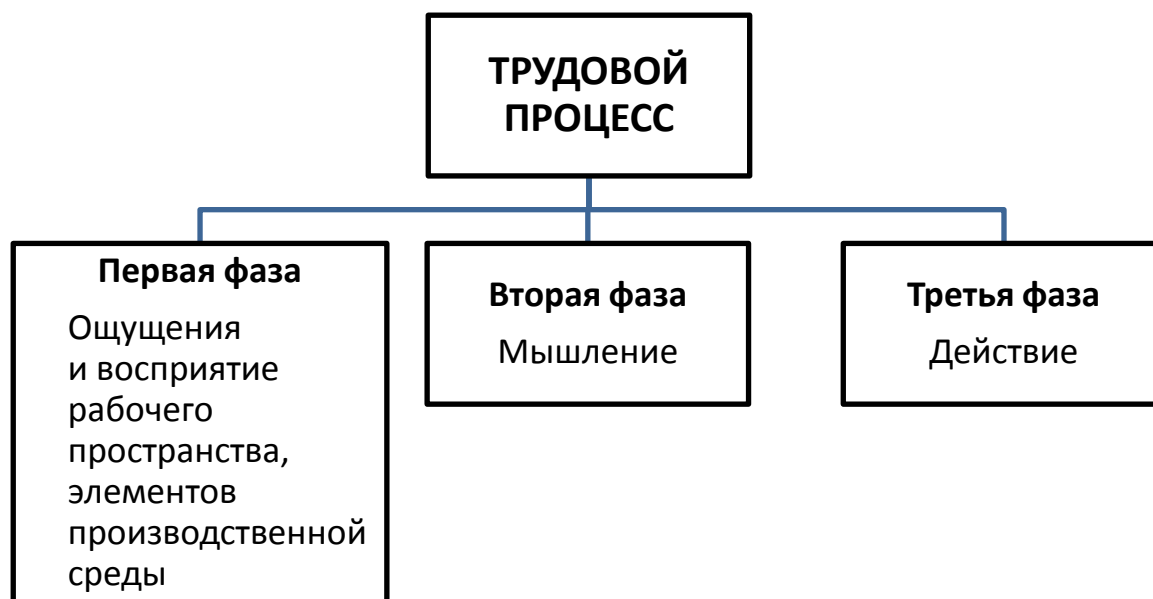 ТРУДОВОЙ
ПРОЦЕСС
Первая фаза
Ощущения
и восприятие
рабочего
пространства,
элементов
производственной
среды
Вторая фаза
Мышление
Третья фаза
Действие